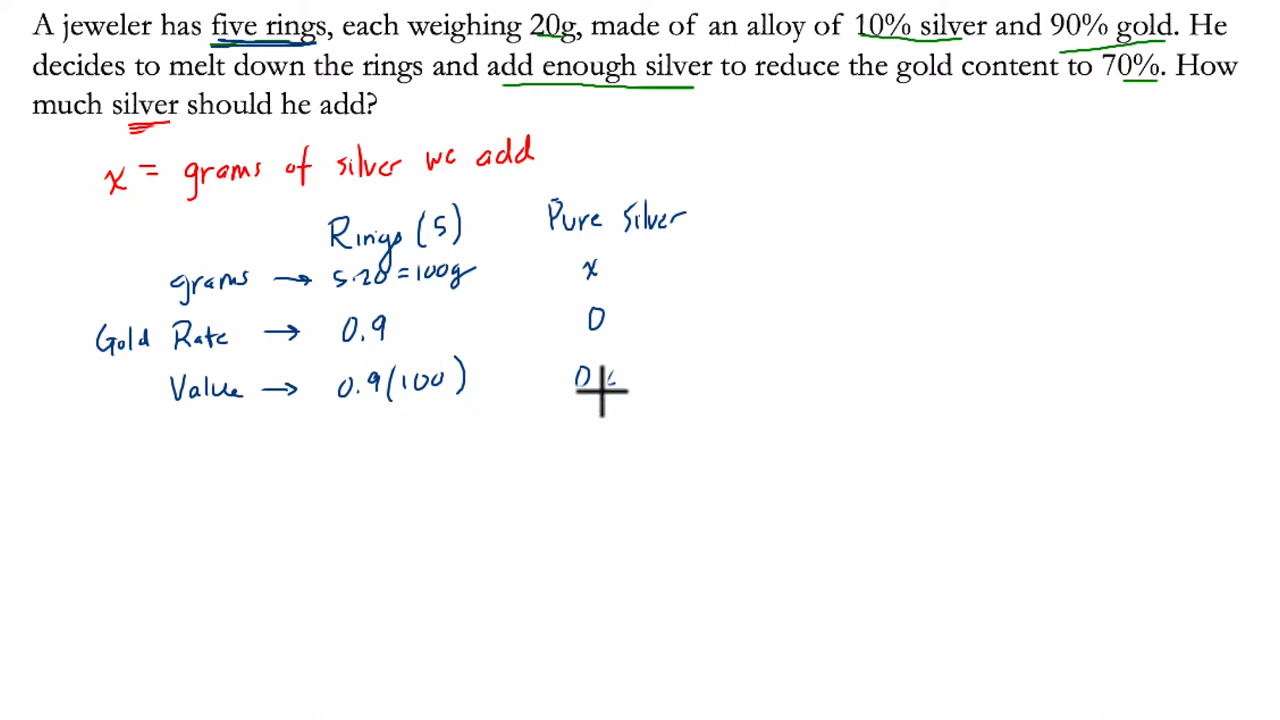 A jeweler has five rings, each weighing 20g, made of an alloy of 10% silver and 90% gold. He
decides to melt down the rings and add enough silver to reduce the gold content to 70%. How
much silver should he add?
x = grams of silver we add
Rings (5) Pure Silver
grams → 5·20 = 100g x
Gold Rate → 0.9 0
Value → 0.9(100) 0